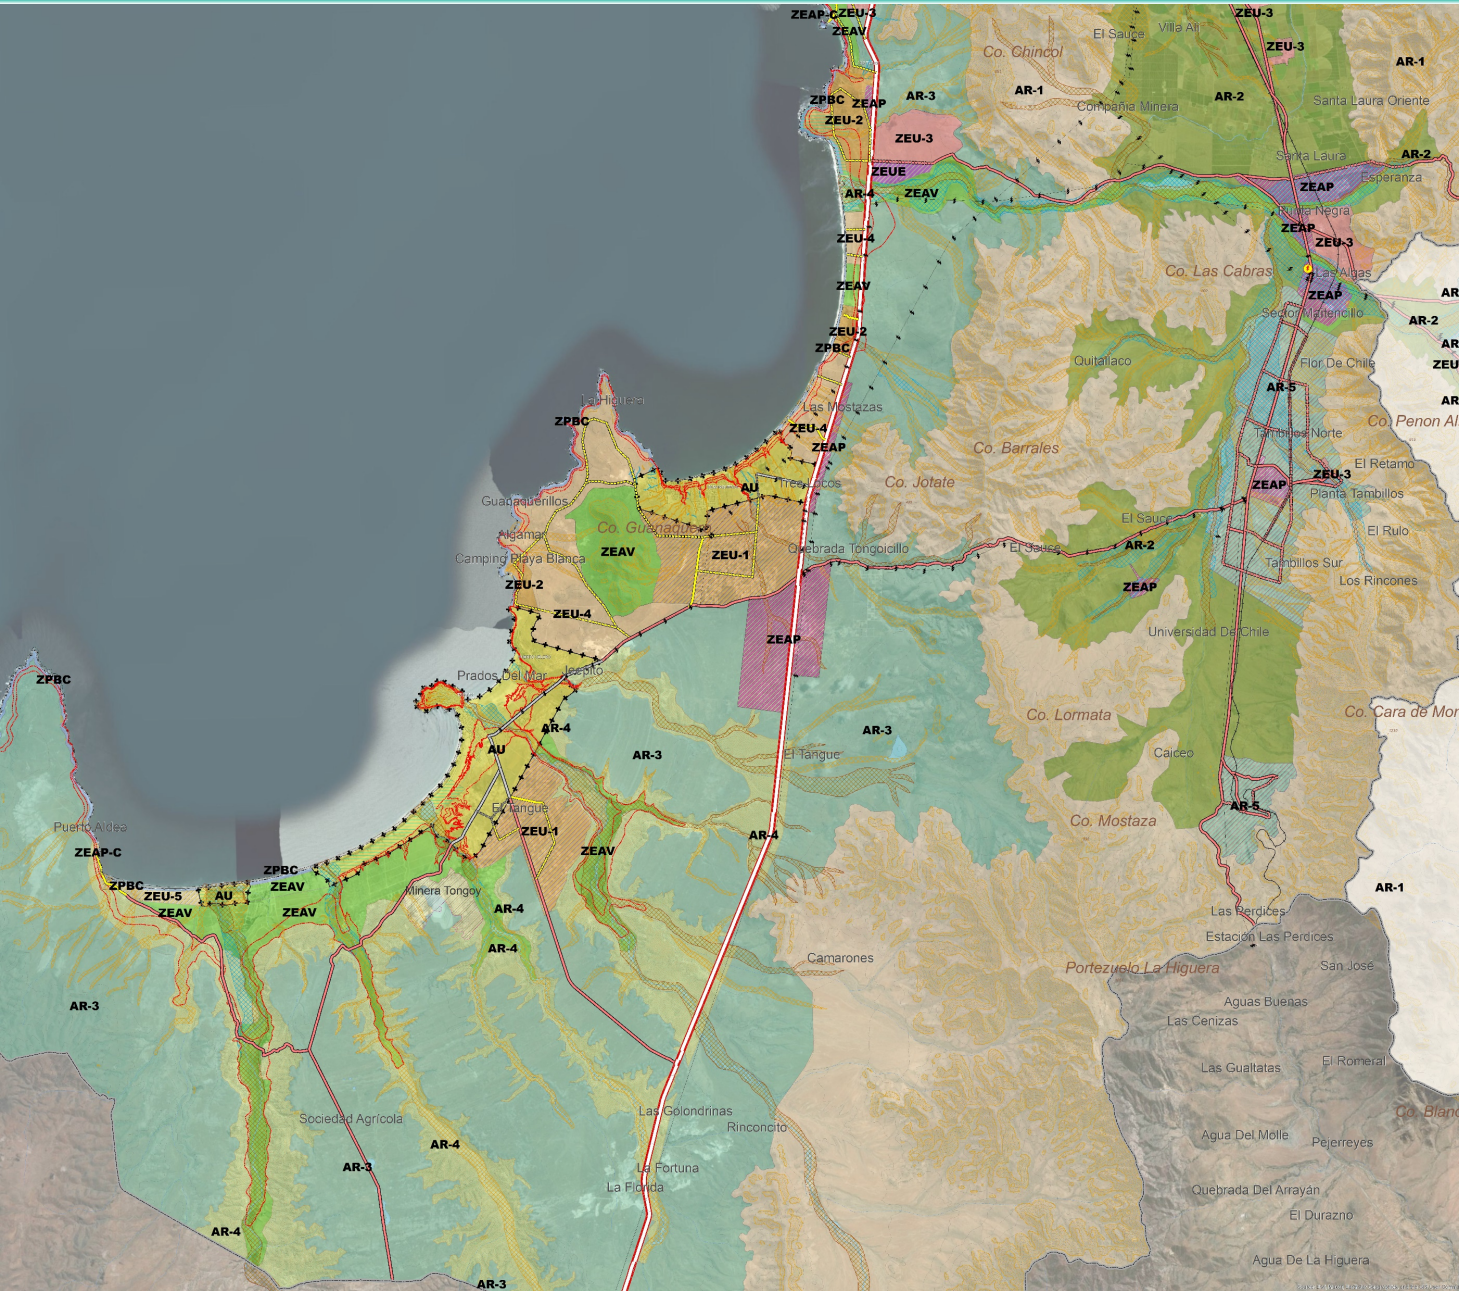 ZEAP-C
ZEU-3
ZEU-3
ZEAV
El Sauce
Villa Ari
Co. Chincol
ZEU-3
AR-1
ZPBC
ZEAP
AR-3
AR-1
AR-2
Compañia Minera
Santa Laura Oriente
ZEU-2
ZEU-3
Santa Laura
AR-2
ZEUE
Esperanza
ZEAP
AR-4
ZEAV
Punta Negra
ZEAP
ZEU-4
ZEU-3
Co. Las Cabras
Las Algas
ZEAV
ZEAP
AR
Sector Martencillo
AR-2
ZEU-2
AR
ZPBC
Quitallaco
Flor De Chile
ZEU
AR-5
La Higuera
Las Mostazas
AR
ZPBC
ZEU-4
Co. Penon Al
Tambillos Norte
ZEAP
Co. Barrales
El Retamo
ZEU-3
Co. Jotate
Tres Locos
AU
ZEAP
Planta Tambillos
Guanaquerillos
El Sauce
Co. Guanaquero
El Rulo
Algamar
Quebrada Tongoicillo
El Sauce
AR-2
ZEAV
ZEU-1
Camping Playa Blanca
Tambillos Sur
ZEU-2
ZEAP
Los Rincones
ZEU-4
Universidad De Chile
ZEAP
ZPBC
Prados Del Mar
Jeepito
Co. Lormata
Co. Cara de Mor
AR-4
AR-3
AR-3
AU
El Tangue
Caiceo
El Tangue
AR-5
Puerto Aldea
ZEU-1
AR-4
Co. Mostaza
ZEAP-C
ZEAV
ZPBC
ZPBC
ZEAV
AR-1
ZEU-5
AU
Minera Tongoy
ZEAV
ZEAV
AR-4
Las Perdices
AR-4
Estación Las Perdices
Camarones
Portezuelo La Higuera
San José
AR-3
Aguas Buenas
Las Cenizas
Las Gualtatas
El Romeral
Las Golondrinas
Co. Blanc
Sociedad Agrícola
Rinconcito
Agua Del Molle
Pejerreyes
AR-4
AR-3
La Fortuna
La Florida
Quebrada Del Arrayán
El Durazno
AR-4
Agua De La Higuera
AR-3